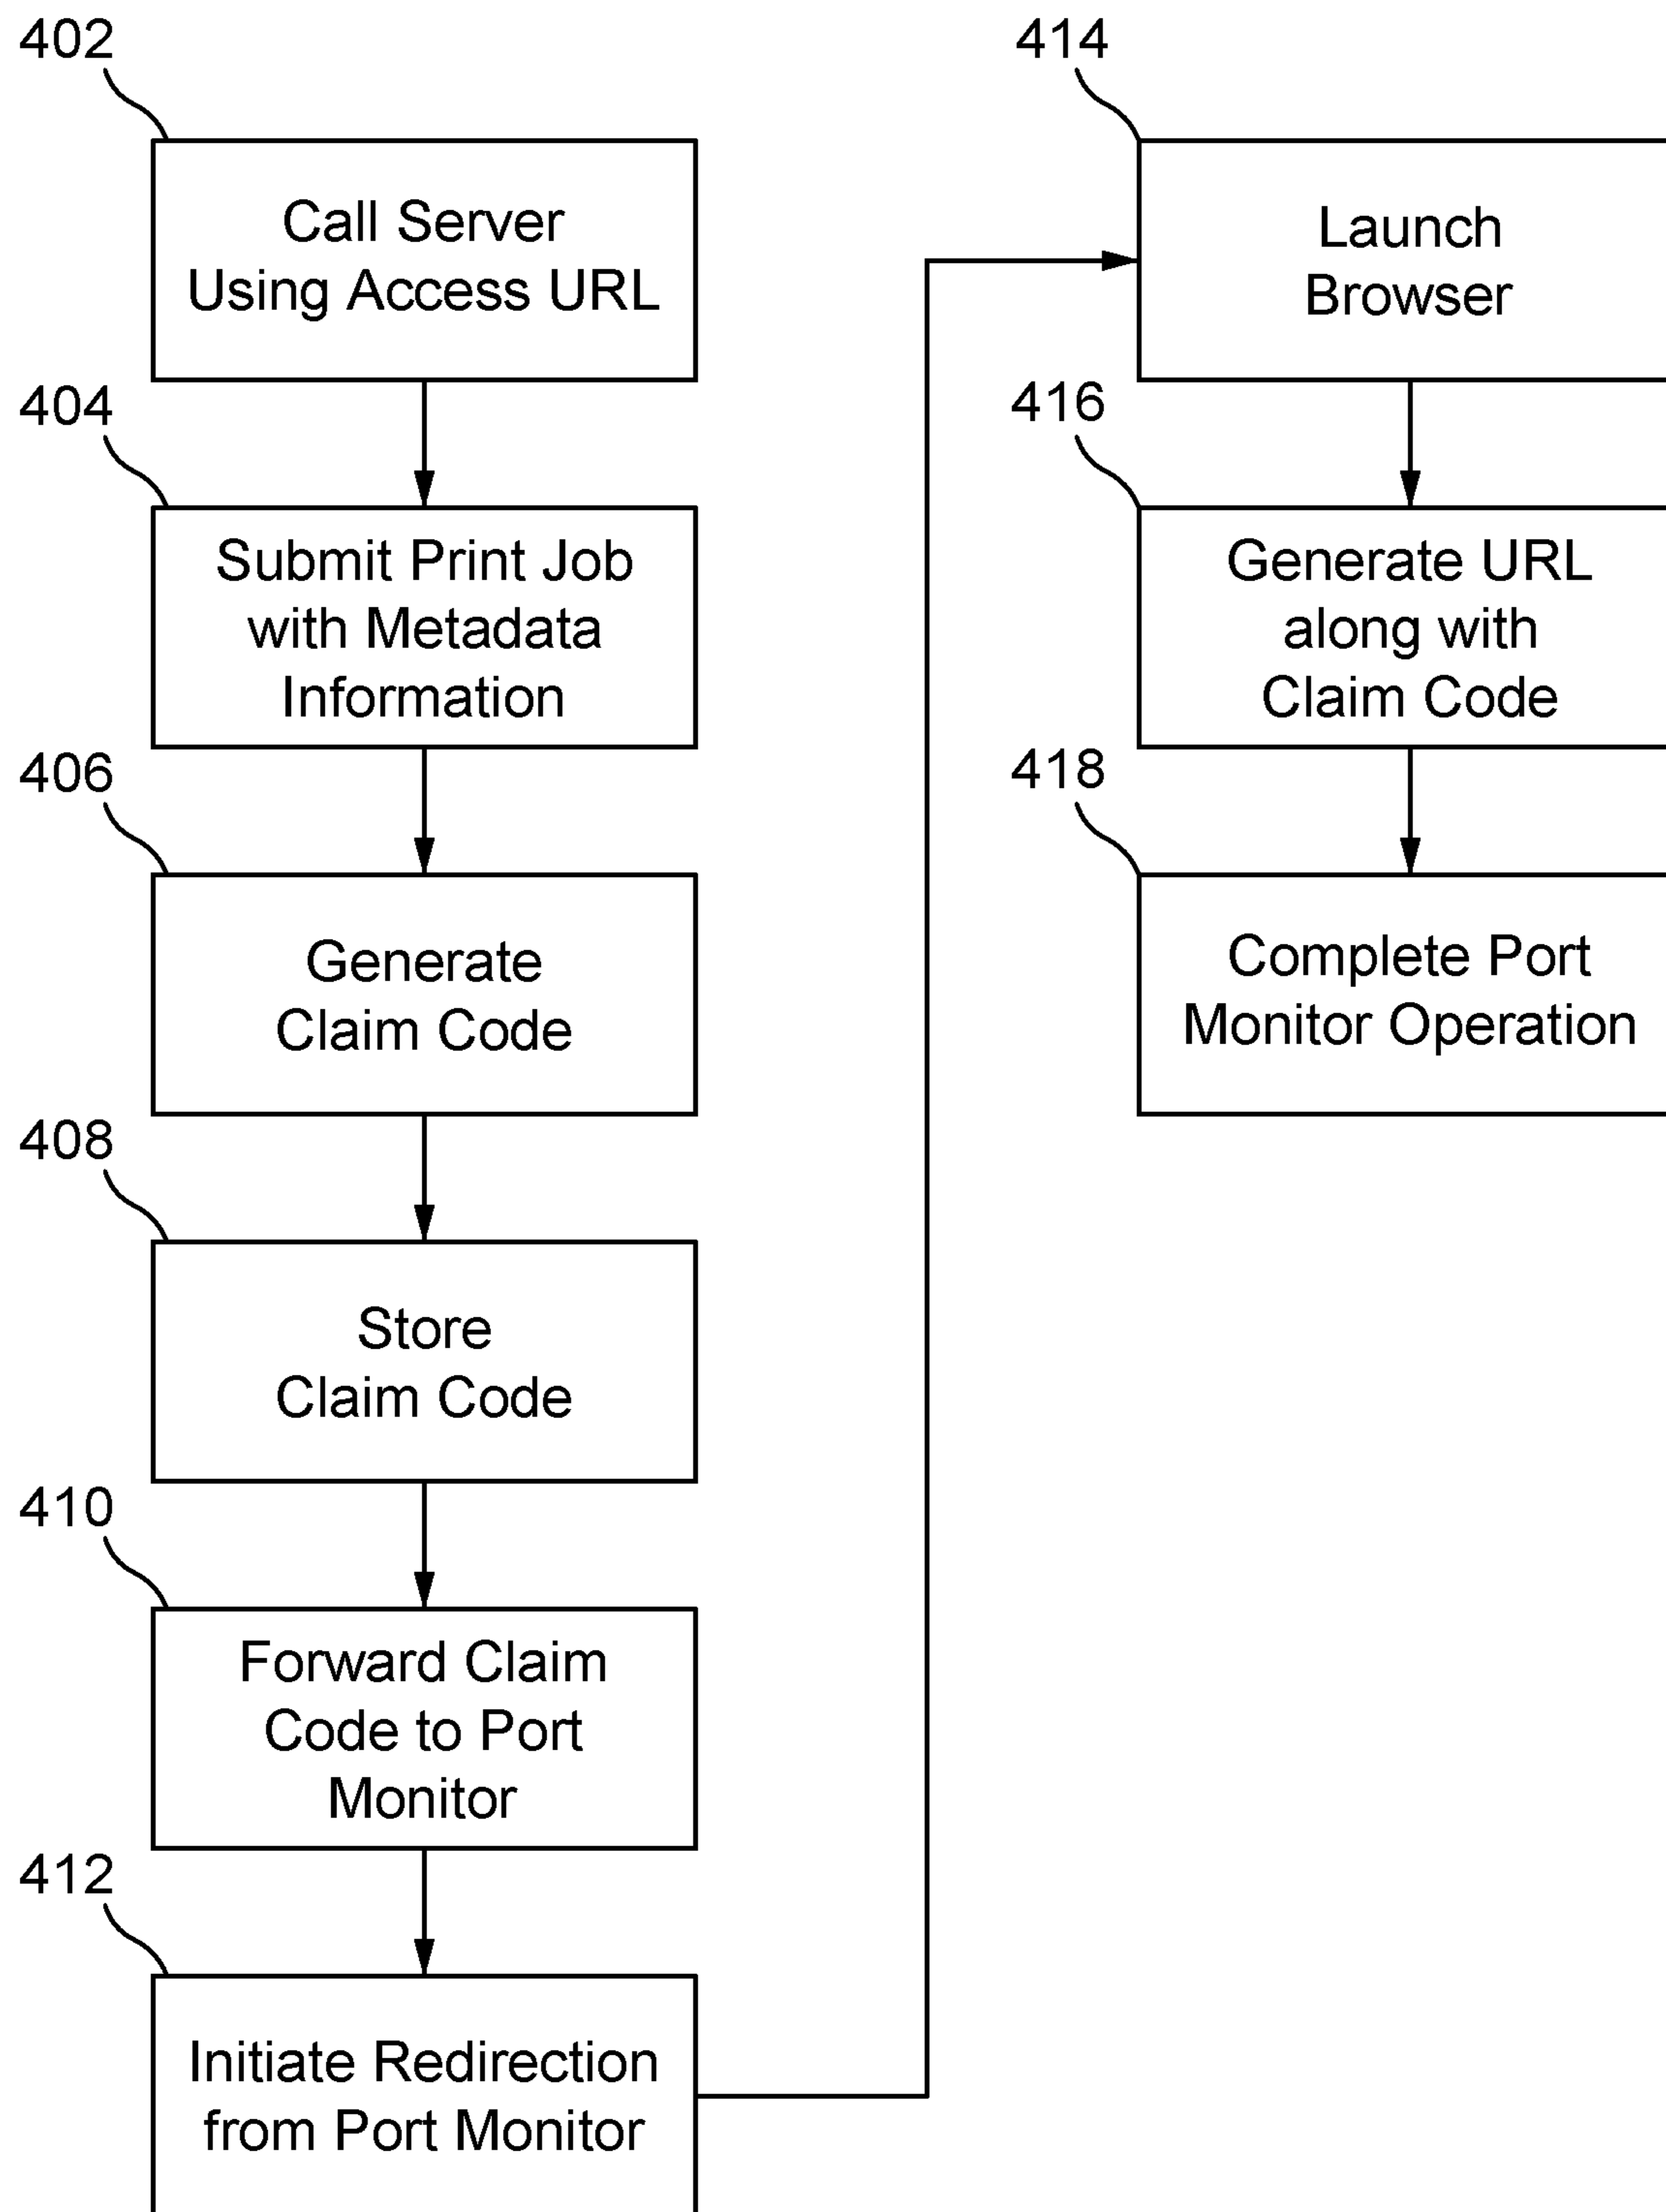 402
Call Server
Using Access URL
404
Submit Print Job
with Metadata
Information
406
Generate
Claim Code
408
Store
Claim Code
410
Forward Claim
Code to Port
Monitor
412
Initiate Redirection
from Port Monitor
414
Launch
Browser
416
Generate URL
along with
Claim Code
418
Complete Port
Monitor Operation